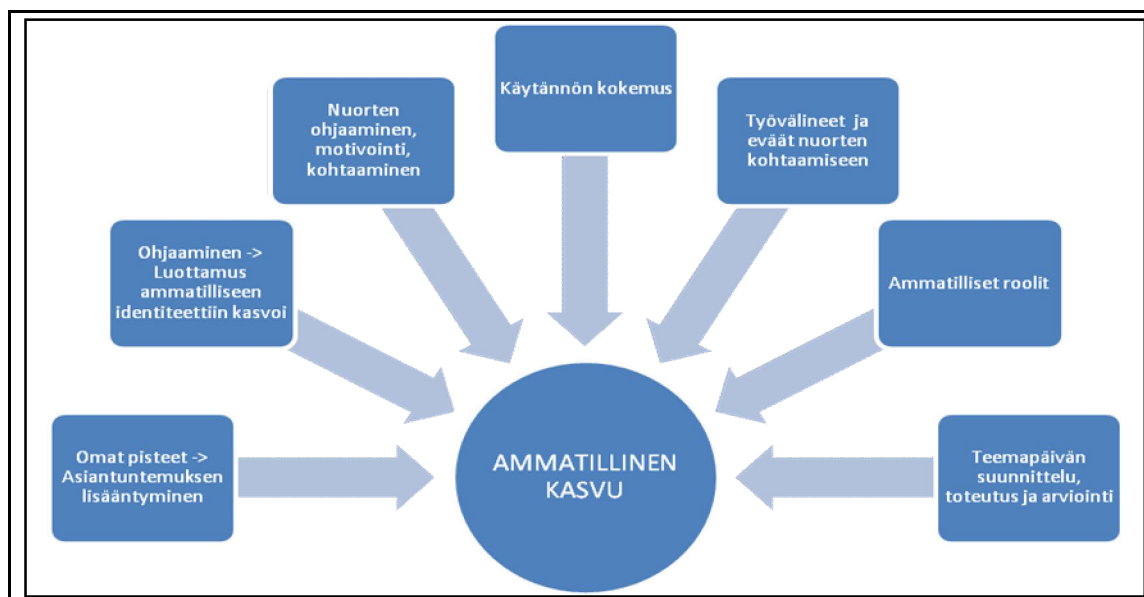 Käytännön kokemus
Nuorten
ohjaaminen,
motivointi,
kohtaaminen
Työvälineet ja
eväät nuorten
kohtaamiseen
Ohjaaminen ->
Luottamus
ammatilliseen
identiteettiin kasvoi
Ammatilliset roolit
Omat pisteet ->
Asiantuntemuksen
lisääntyminen
AMMATILLINEN
KASVU
Teemapäivän
suunnittelu,
toteutus ja arviointi